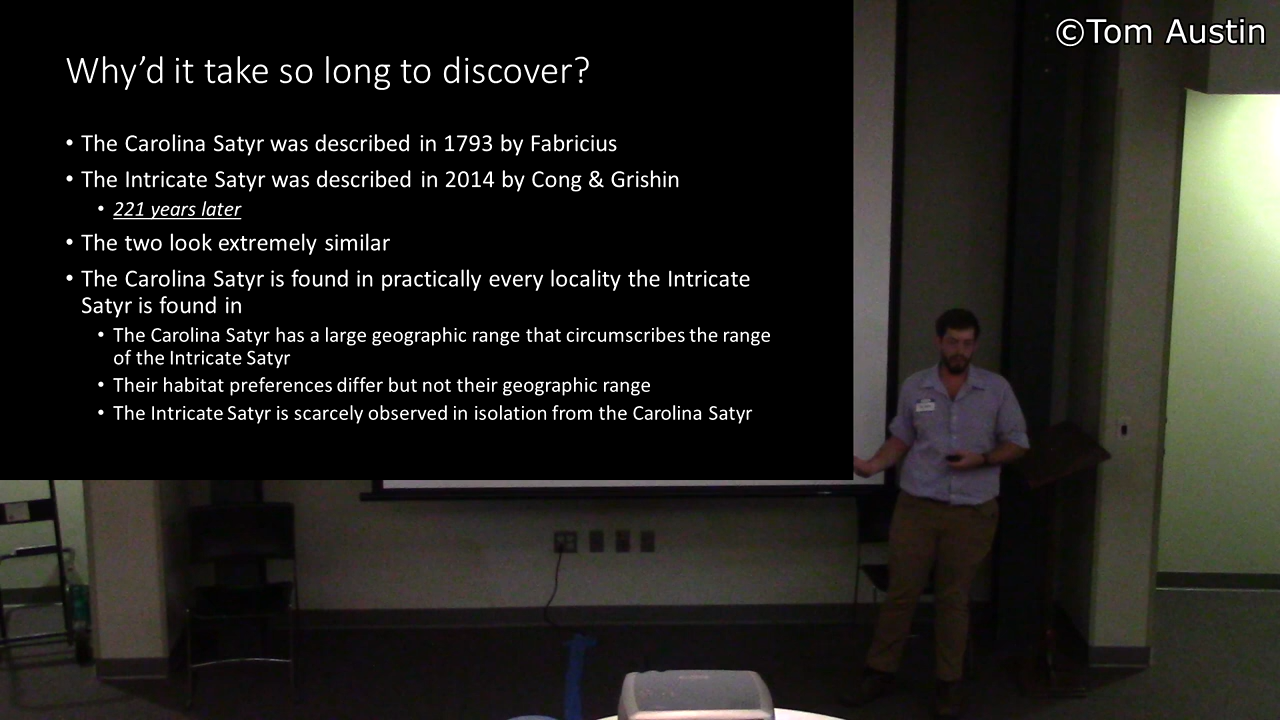 ©Tom Austin
Why’d it take so long to discover?
• The Carolina Satyr was described in 1793 by Fabricius
• The Intricate Satyr was described in 2014 by Cong & Grishin
• 221 years later
• The two look extremely similar
• The Carolina Satyr is found in practically every locality the Intricate
Satyr is found in
• The Carolina Satyr has a large geographic range that circumscribes the range
of the Intricate Satyr
• Their habitat preferences differ but not their geographic range
• The Intricate Satyr is scarcely observed in isolation from the Carolina Satyr